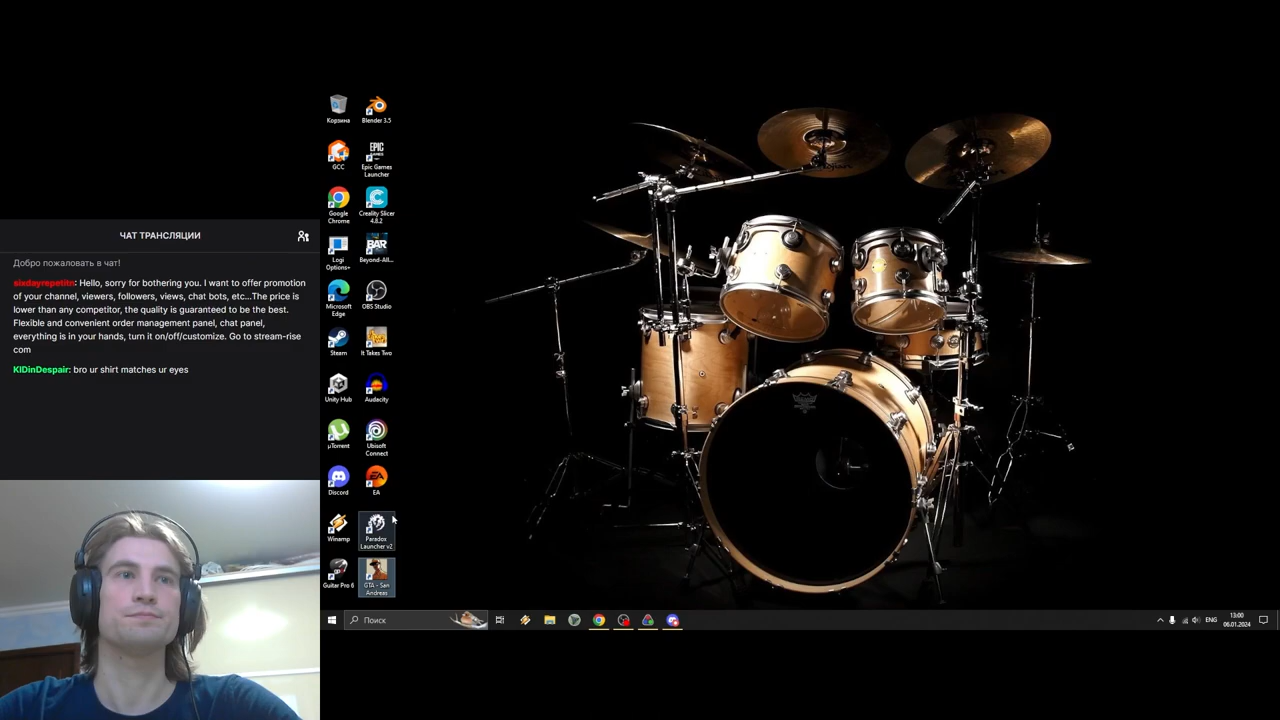 ЧАТ ТРАНСЛЯЦИИ
Добро пожаловать в чат!
sixdayrepetitn: Hello, sorry for bothering you. I want to offer promotion
of your channel, viewers, followers, views, chat bots, etc...The price is
lower than any competitor, the quality is guaranteed to be the best.
Flexible and convenient order management panel, chat panel,
everything is in your hands, turn it on/off/customize. Go to stream-rise
com
KIDinDespair: bro ur shirt matches ur eyes
Корзина
Blender 3.5
GCC
Epic Games
Launcher
Google
Chrome
Creality Slicer
4.8.2
Logi
Options+
BAR
Beyond-All...
Microsoft
Edge
OBS Studio
Steam
It Takes Two
Unity Hub
Audacity
µTorrent
Ubisoft
Connect
Discord
EA
EA
Winamp
Paradox
Launcher v2
Guitar Pro 6
GTA - San
Andreas
Поиск
ENG
13:00
06.01.2024